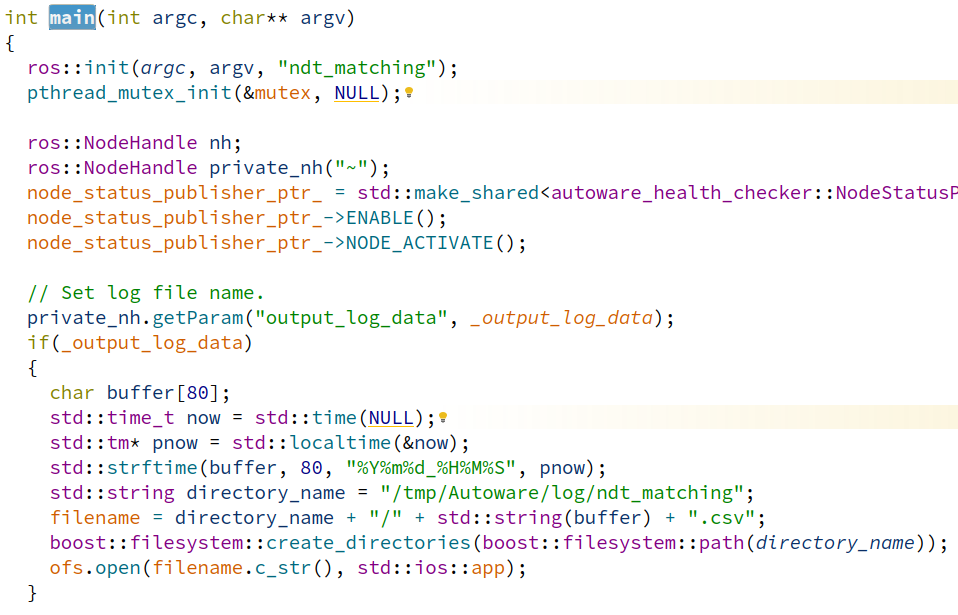 int main(int argc, char** argv)
{
  ros::init(argc, argv, "ndt_matching");
  pthread_mutex_init(&mutex, NULL);

  ros::NodeHandle nh;
  ros::NodeHandle private_nh("~");
  node_status_publisher_ptr_ = std::make_shared<autoware_health_checker::NodeStatusP
  node_status_publisher_ptr_->ENABLE();
  node_status_publisher_ptr_->NODE_ACTIVATE();

  // Set log file name.
  private_nh.getParam("output_log_data", _output_log_data);
  if(_output_log_data)
  {
    char buffer[80];
    std::time_t now = std::time(NULL);
    std::tm* pnow = std::localtime(&now);
    std::strftime(buffer, 80, "%Y%m%d_%H%M%S", pnow);
    std::string directory_name = "/tmp/Autoware/log/ndt_matching";
    filename = directory_name + "/" + std::string(buffer) + ".csv";
    boost::filesystem::create_directories(boost::filesystem::path(directory_name));
    ofs.open(filename.c_str(), std::ios::app);
  }